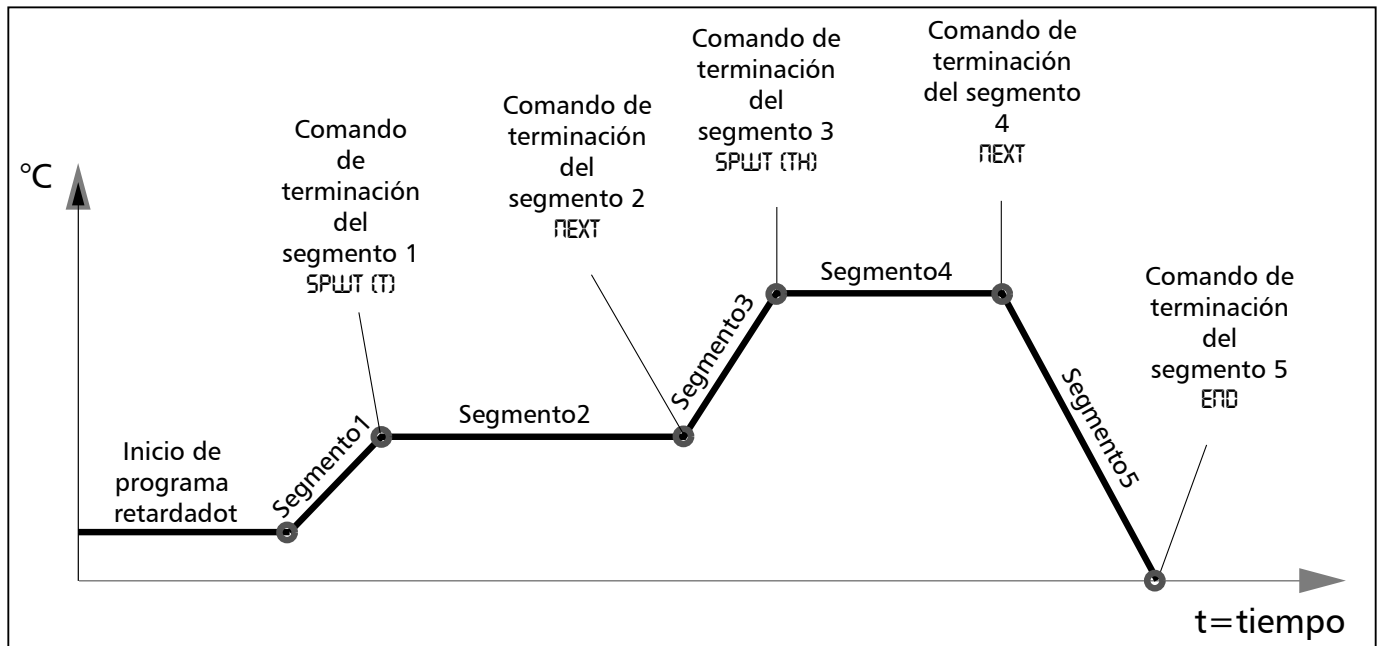 °C
Inicio de
programa
retardadot
Segmento1
Comando
de
terminación
del
segmento 1
SPWT (T)
Segmento2
Comando de
terminación
del
segmento 2
NEXT
Segmento3
Comando de
terminación
del
segmento 3
SPWT (TH)
Segmento4
Comando de
terminación
del segmento
4
NEXT
Segmento5
Comando de
terminación
del
segmento 5
END
t=tiempo